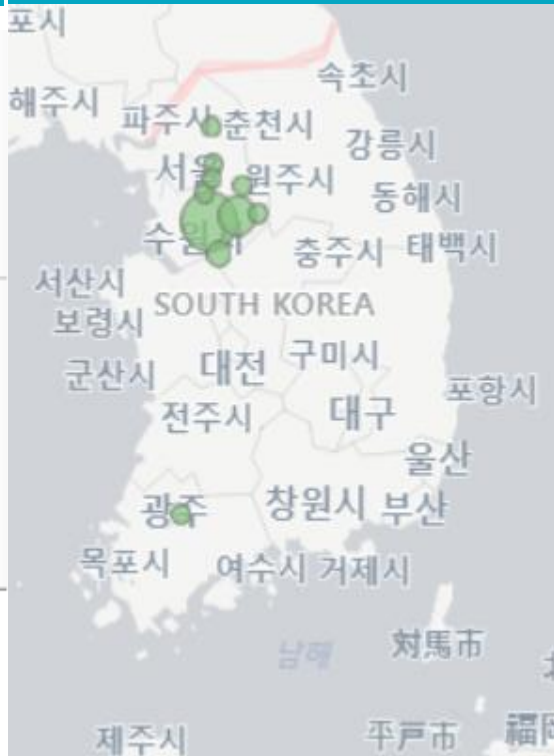 포시
속초시
해주시 파주시 춘천시
강릉시
서울 원주시
동해시
수원시
충주시 태백시
서산시
SOUTH KOREA
보령시
대전 구미시
군산시
포항시
전주시 대구
울산
광주 창원시 부산
목포시 여수시 거제시
남해
対馬市
제주시 平戸市